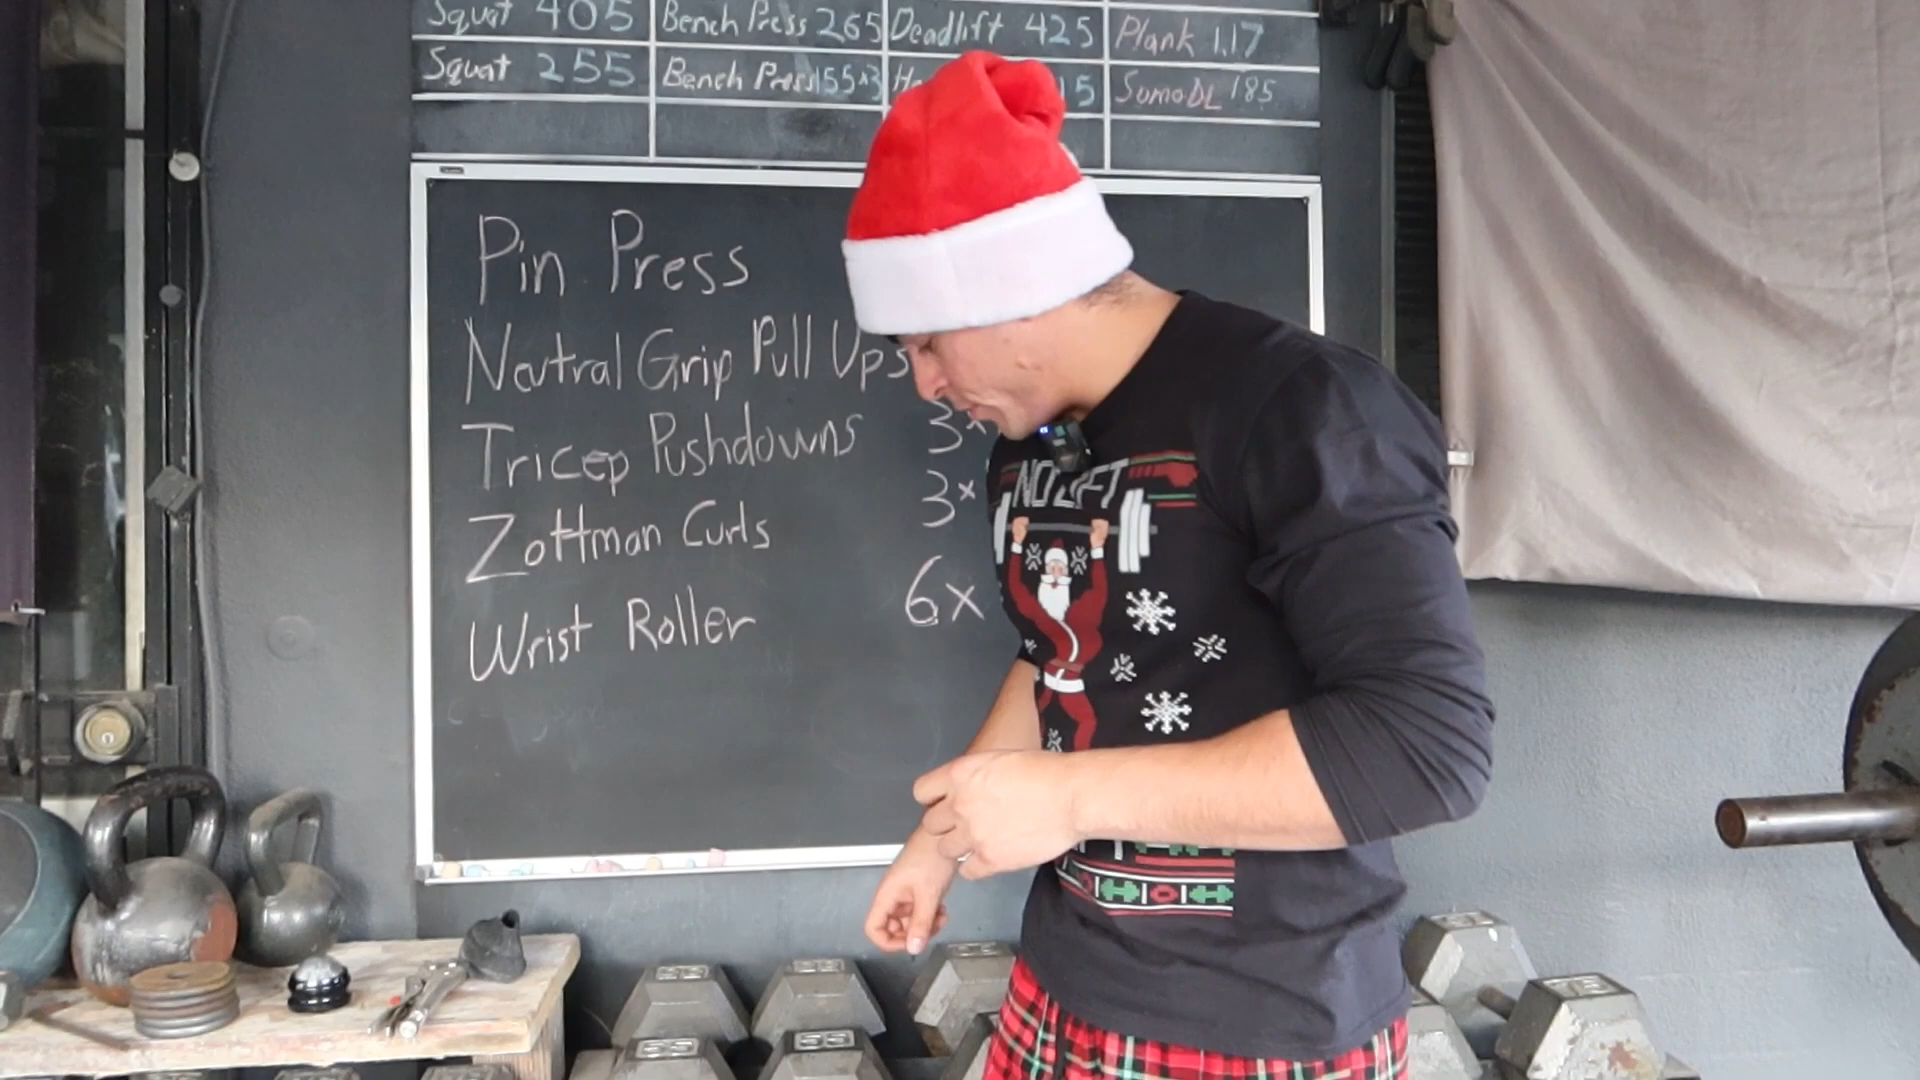 Squat 405 Bench Press 265 Deadlift 425 Plank 1.17
Squat 255 Bench Press 155x3 15 SumoDL 185
Pin Press
Neutral Grip Pull Ups
Tricep Pushdowns 3x
Zottman Curls 3x
Wrist Roller 6x
NO LIFT